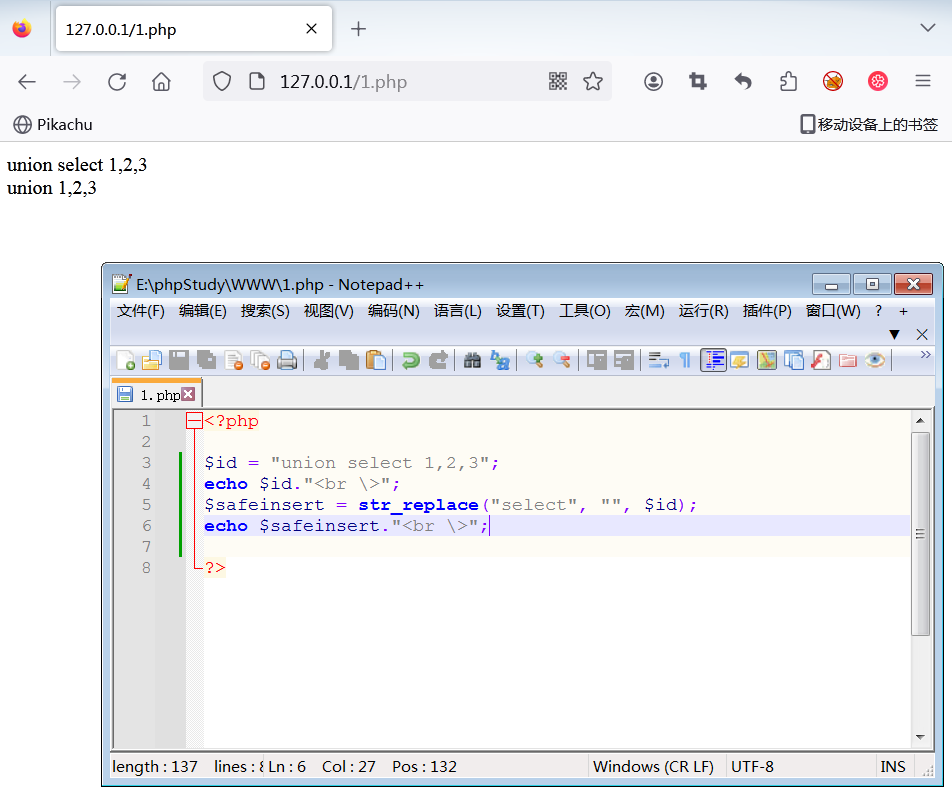 127.0.0.1/1.php
127.0.0.1/1.php
Pikachu
移动设备上的书签
union select 1,2,3
union 1,2,3
E:\phpStudy\WWW\1.php - Notepad++
文件(F) 编辑(E) 搜索(S) 视图(V) 编码(N) 语言(L) 设置(T) 工具(O) 宏(M) 运行(R) 插件(P) 窗口(W) ? +
1.php
1 <?php
2
3 $id = "union select 1,2,3";
4 echo $id."<br \>";
5 $safeinsert = str_replace("select", "", $id);
6 echo $safeinsert."<br \>";
7
8 ?>
length : 137 lines : Ln : 6 Col : 27 Pos : 132 Windows (CR LF) UTF-8 INS